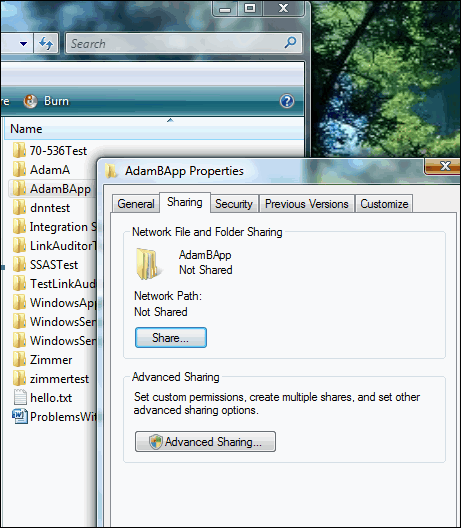 Search
re Burn
Name
70-536Test
AdamA
AdamBApp
dnntest
Integration S
LinkAuditorT
SSASTest
TestLinkAud
WindowsApp
WindowsSer
WindowsSer
Zimmer
zimmertest
hello.txt
ProblemsWit
AdamBApp Properties
General Sharing Security Previous Versions Customize
Network File and Folder Sharing
AdamBApp
Not Shared
Network Path:
Not Shared
Share...
Advanced Sharing
Set custom permissions, create multiple shares, and set other
advanced sharing options.
Advanced Sharing...